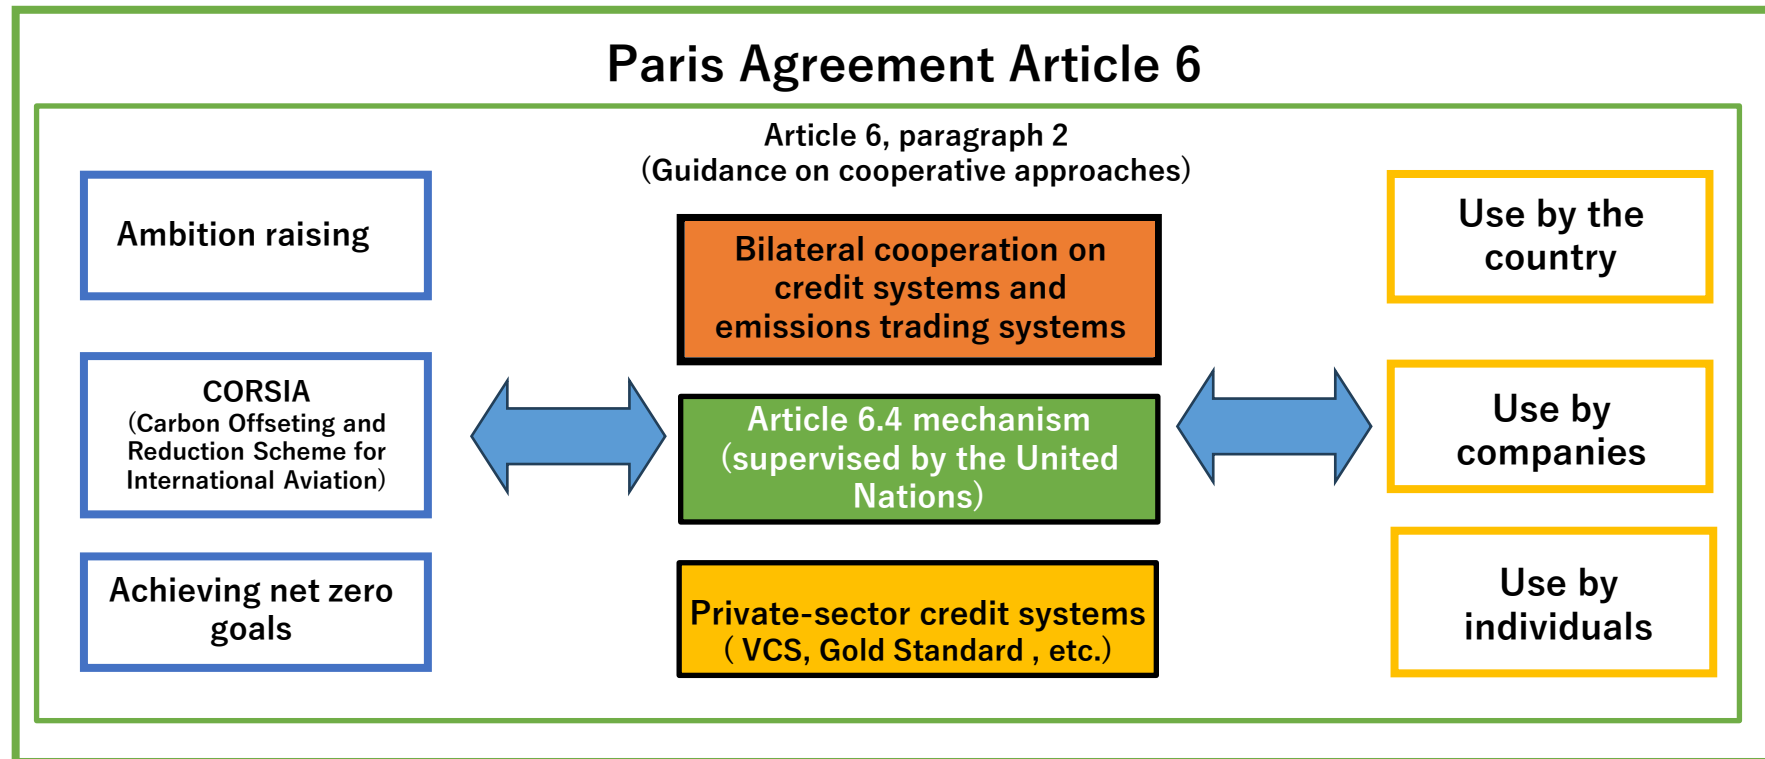 Paris Agreement Article 6
Article 6, paragraph 2
(Guidance on cooperative approaches)
Ambition raising
CORSIA
(Carbon Offseting and
Reduction Scheme for
International Aviation)
Achieving net zero
goals
Bilateral cooperation on
credit systems and
emissions trading systems
Article 6.4 mechanism
(supervised by the United
Nations)
Private-sector credit systems
( VCS, Gold Standard , etc.)
Use by the
country
Use by
companies
Use by
individuals